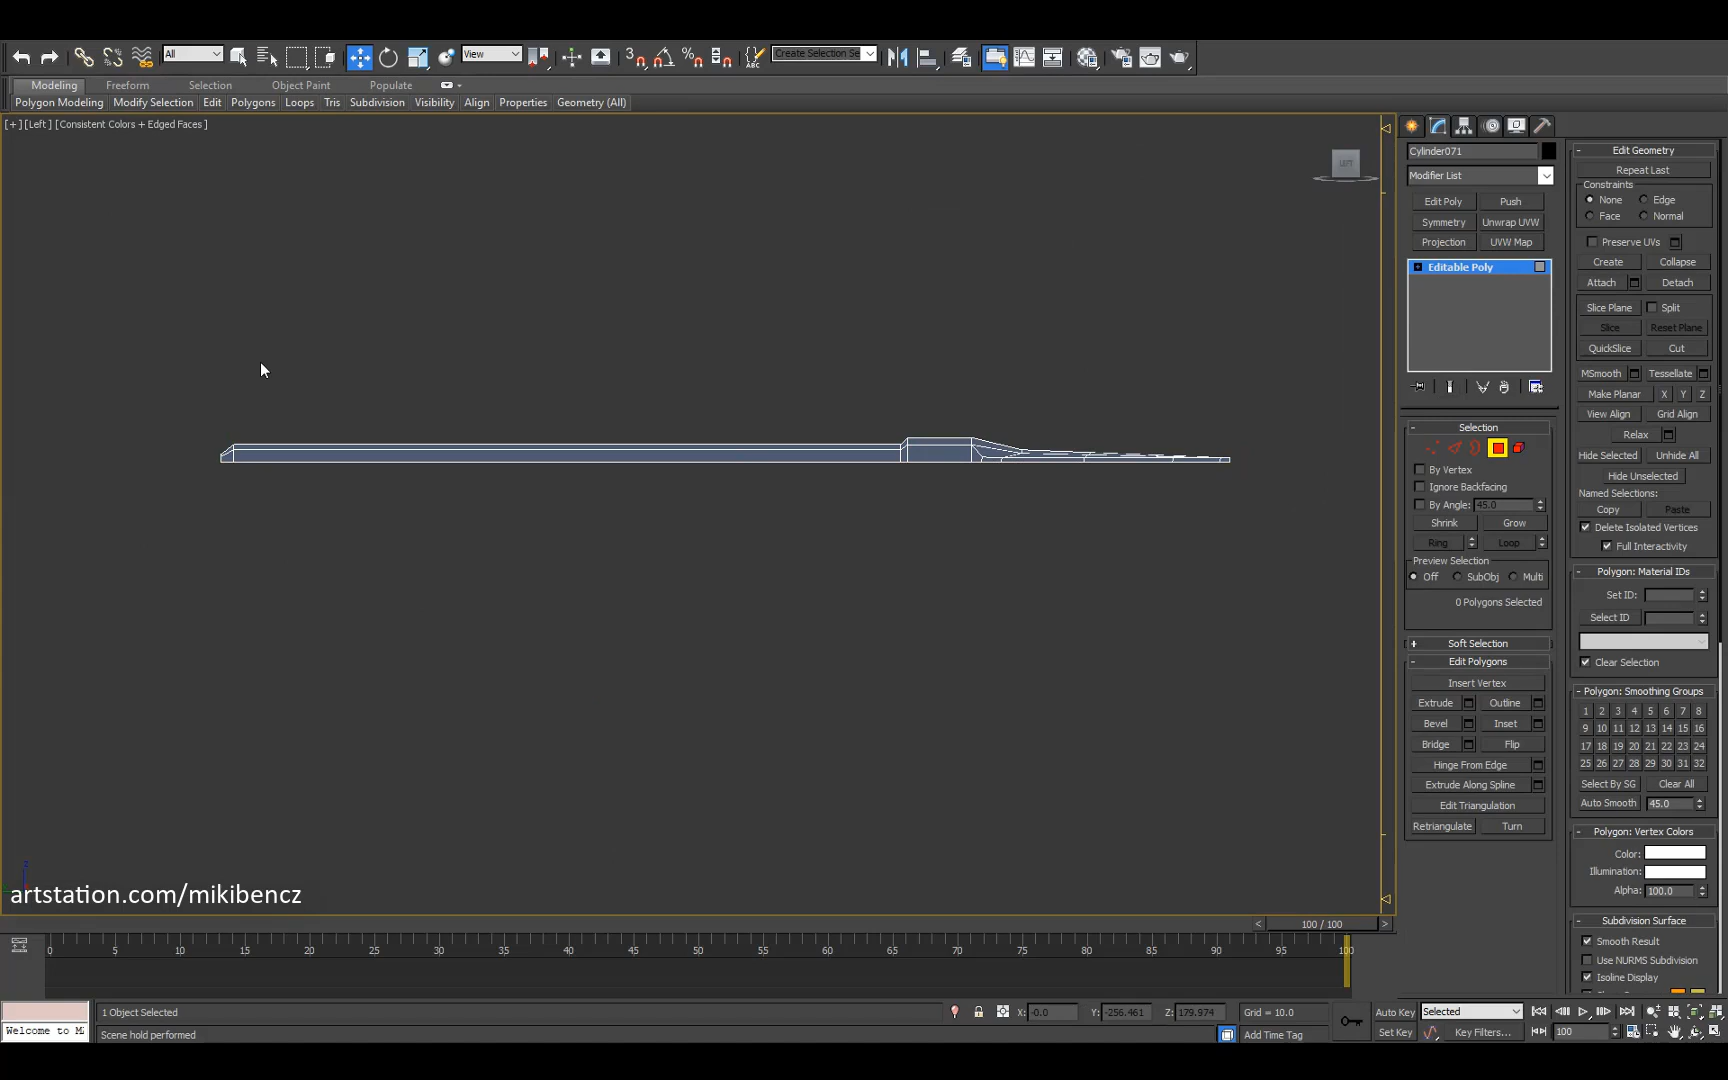 All
View
Create Selection Se
Modeling Freeform Selection Object Paint Populate
Polygon Modeling Modify Selection Edit Polygons Loops Tris Subdivision Visibility Align Properties Geometry (All)
[+] [Left] [Consistent Colors + Edged Faces]
LEFT
Cylinder071
Modifier List
Edit Poly Push
Symmetry Unwrap UVW
Projection UVW Map
Editable Poly
Selection
By Vertex
Ignore Backfacing
By Angle: 45.0
Shrink Grow
Ring Loop
Preview Selection
Off SubObj Multi
0 Polygons Selected
Soft Selection
Edit Polygons
Insert Vertex
Extrude Outline
Bevel Inset
Bridge Flip
Hinge From Edge
Extrude Along Spline
Edit Triangulation
Retriangulate Turn
Edit Geometry
Repeat Last
Constraints
None Edge
Face Normal
Preserve UVs
Create Collapse
Attach Detach
Slice Plane Split
Slice Reset Plane
QuickSlice Cut
MSmooth Tessellate
Make Planar X Y Z
View Align Grid Align
Relax
Hide Selected Unhide All
Hide Unselected
Named Selections:
Copy Paste
Delete Isolated Vertices
Full Interactivity
Polygon: Material IDs
Set ID:
Select ID
Clear Selection
Polygon: Smoothing Groups
1 2 3 4 5 6 7 8
9 10 11 12 13 14 15 16
17 18 19 20 21 22 23 24
25 26 27 28 29 30 31 32
Select By SG Clear All
Auto Smooth 45.0
Polygon: Vertex Colors
Color:
Illumination:
Alpha: 100.0
Subdivision Surface
Smooth Result
Use NURMS Subdivision
Isoline Display
artstation.com/mikibencz
< 100 / 100 >
0 5 10 15 20 25 30 35 40 45 50 55 60 65 70 75 80 85 90 95 100
1 Object Selected
X: -0.0 Y: -256.461 Z: 179.974 Grid = 10.0
Auto Key Selected
Welcome to M
Scene hold performed
Add Time Tag
Set Key Key Filters... 100